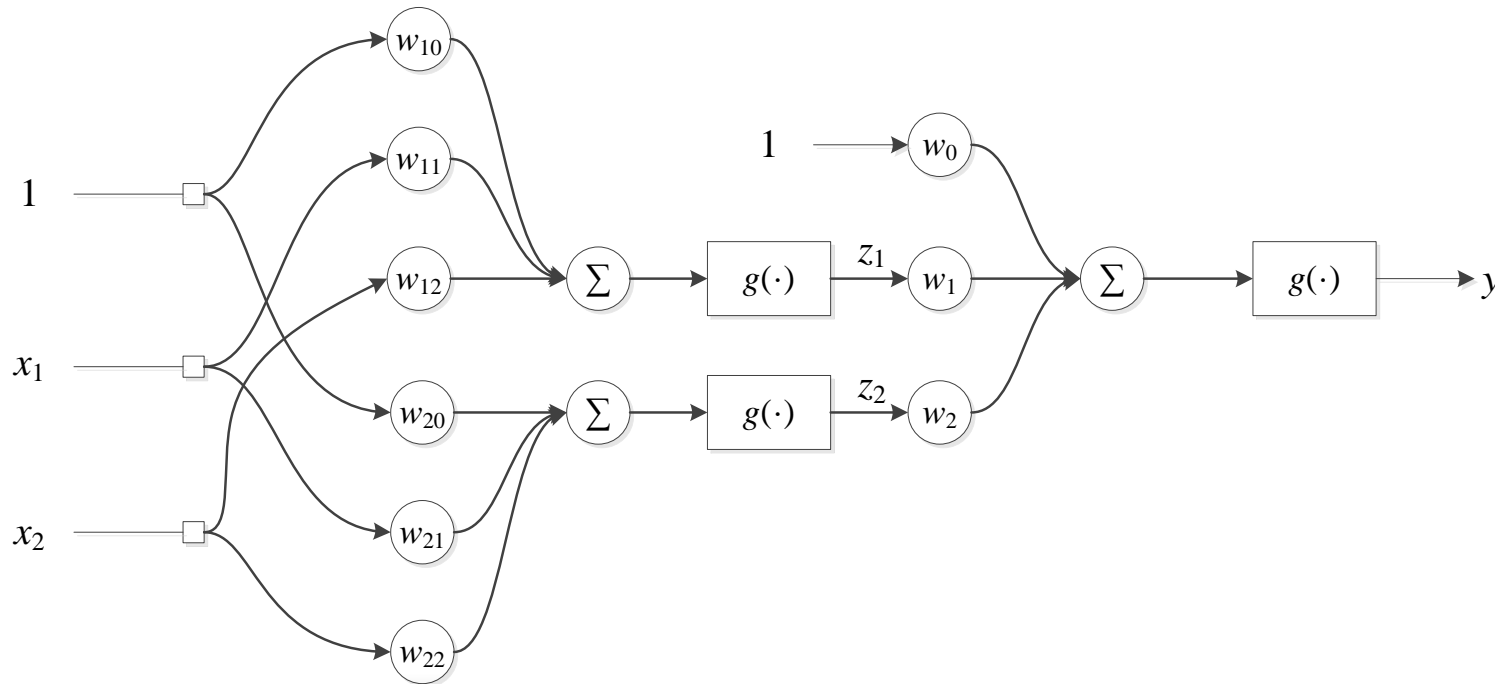 w₁₀
w₁₁
1 w₀
1
w₁₂ Σ g(·) z₁ w₁ Σ g(·) y
x₁
w₂₀ Σ g(·) z₂ w₂
x₂
w₂₁
w₂₂